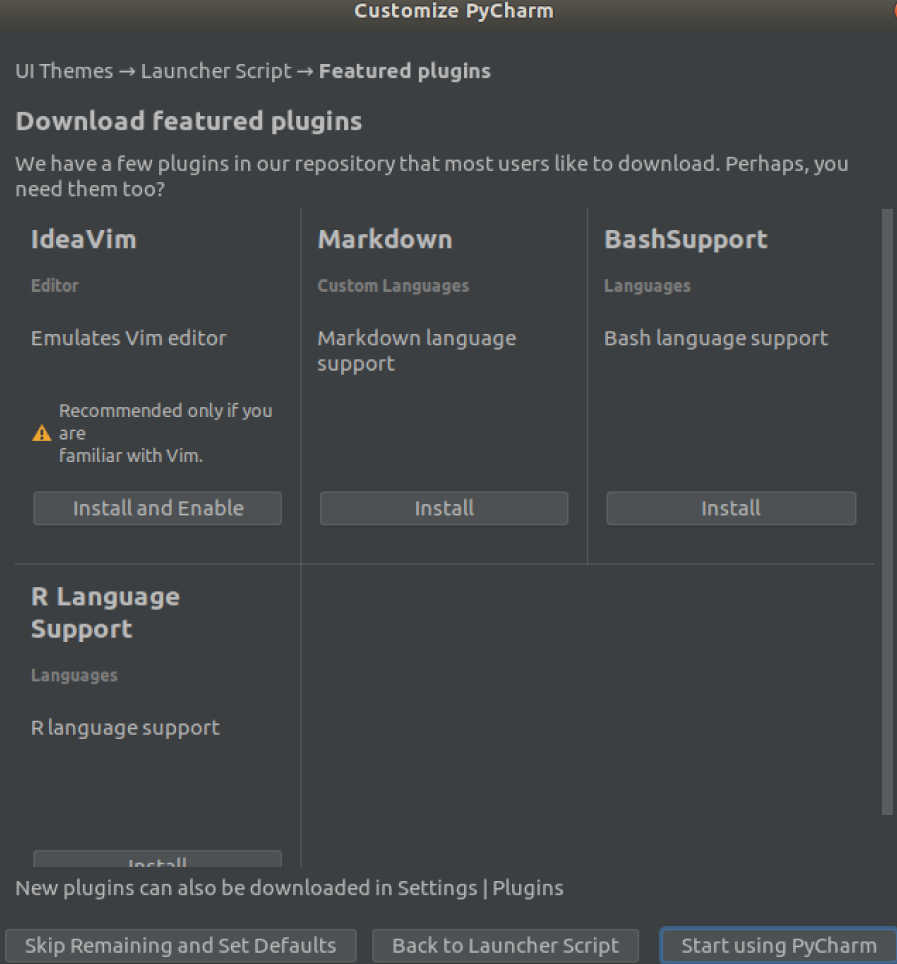 Customize PyCharm
UI Themes → Launcher Script → Featured plugins
Download featured plugins
We have a few plugins in our repository that most users like to download. Perhaps, you
need them too?
IdeaVim
Editor
Emulates Vim editor
Recommended only if you
are
familiar with Vim.
Install and Enable
Markdown
Custom Languages
Markdown language
support
Install
BashSupport
Languages
Bash language support
Install
R Language
Support
Languages
R language support
Install
New plugins can also be downloaded in Settings | Plugins
Skip Remaining and Set Defaults
Back to Launcher Script
Start using PyCharm